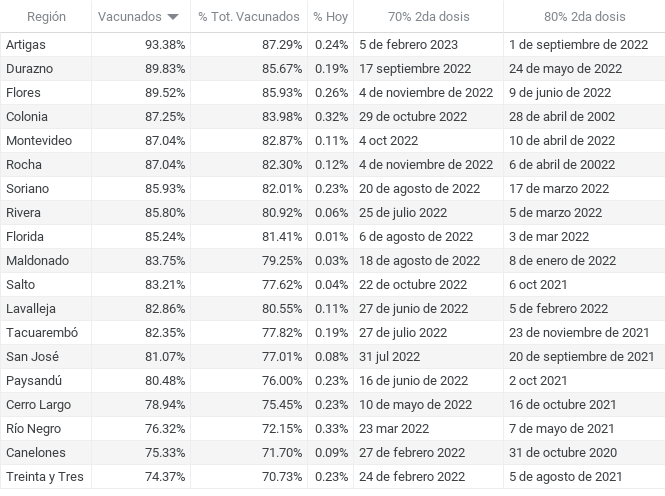 Región Vacunados % Tot. Vacunados % Hoy 70% 2da dosis 80% 2da dosis
Artigas 93.38% 87.29% 0.24% 5 de febrero 2023 1 de septiembre de 2022
Durazno 89.83% 85.67% 0.19% 17 septiembre 2022 24 de mayo de 2022
Flores 89.52% 85.93% 0.26% 4 de noviembre de 2022 9 de junio de 2022
Colonia 87.25% 83.98% 0.32% 29 de octubre 2022 28 de abril de 2002
Montevideo 87.04% 82.87% 0.11% 4 oct 2022 10 de abril de 2022
Rocha 87.04% 82.30% 0.12% 4 de noviembre de 2022 6 de abril de 20022
Soriano 85.93% 82.01% 0.23% 20 de agosto de 2022 17 de marzo 2022
Rivera 85.80% 80.92% 0.06% 25 de julio 2022 5 de marzo 2022
Florida 85.24% 81.41% 0.01% 6 de agosto de 2022 3 de mar 2022
Maldonado 83.75% 79.25% 0.03% 18 de agosto de 2022 8 de enero de 2022
Salto 83.21% 77.62% 0.04% 22 de octubre 2022 6 oct 2021
Lavalleja 82.86% 80.55% 0.11% 27 de junio de 2022 5 de febrero 2022
Tacuarembó 82.35% 77.82% 0.19% 27 de julio 2022 23 de noviembre de 2021
San José 81.07% 77.01% 0.08% 31 jul 2022 20 de septiembre de 2021
Paysandú 80.48% 76.00% 0.23% 16 de junio de 2022 2 oct 2021
Cerro Largo 78.94% 75.45% 0.23% 10 de mayo de 2022 16 de octubre 2021
Río Negro 76.32% 72.15% 0.33% 23 mar 2022 7 de mayo de 2021
Canelones 75.33% 71.70% 0.09% 27 de febrero 2022 31 de octubre 2020
Treinta y Tres 74.37% 70.73% 0.23% 24 de febrero 2022 5 de agosto de 2021